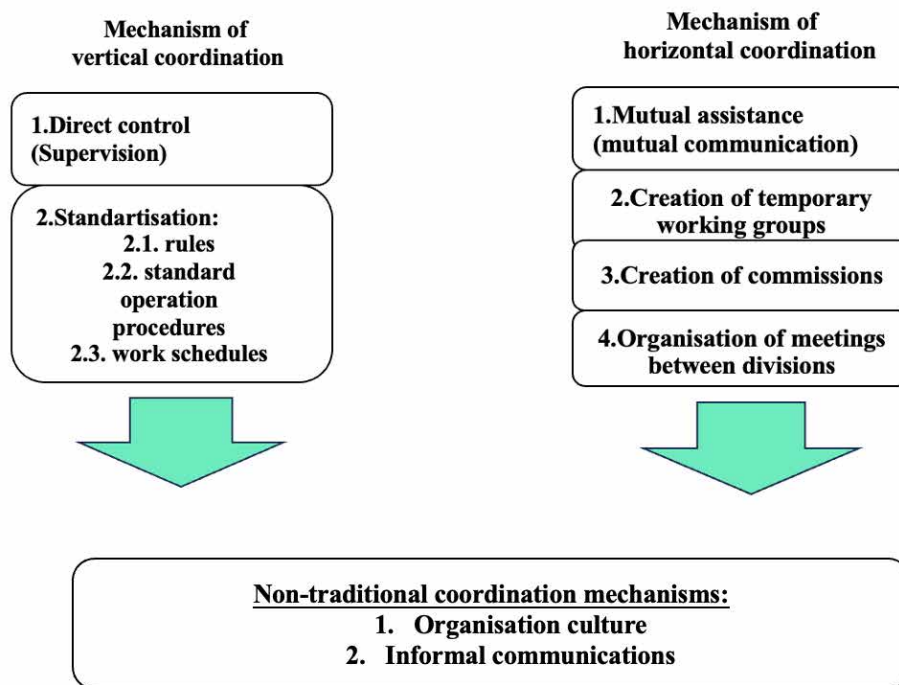 Mechanism of
vertical coordination
1.Direct control
(Supervision)
2.Standartisation:
2.1. rules
2.2. standard
operation
procedures
2.3. work schedules
Mechanism of
horizontal coordination
1.Mutual assistance
(mutual communication)
2.Creation of temporary
working groups
3.Creation of commissions
4.Organisation of meetings
between divisions
Non-traditional coordination mechanisms:
1. Organisation culture
2. Informal communications